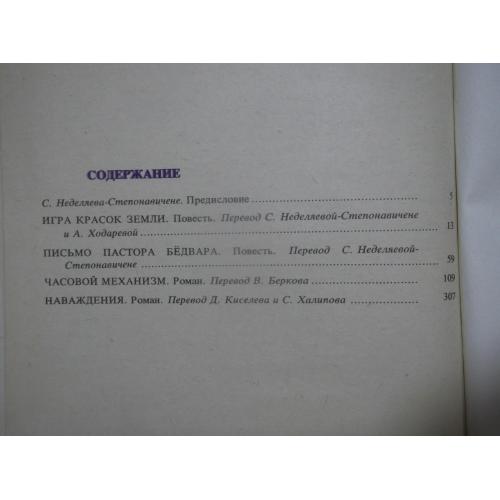 СОДЕРЖАНИЕ
С. Неделяева-Степонавичене. Предисловие 5
ИГРА КРАСОК ЗЕМЛИ. Повесть. Перевод С. Неделяевой-Степонавичене
и А. Ходаревой 13
ПИСЬМО ПАСТОРА БЁДВАРА. Повесть. Перевод С. Неделяевой-
Степонавичене 59
ЧАСОВОЙ МЕХАНИЗМ. Роман. Перевод В. Беркова 109
НАВАЖДЕНИЯ. Роман. Перевод Д. Киселева и С. Халипова 307